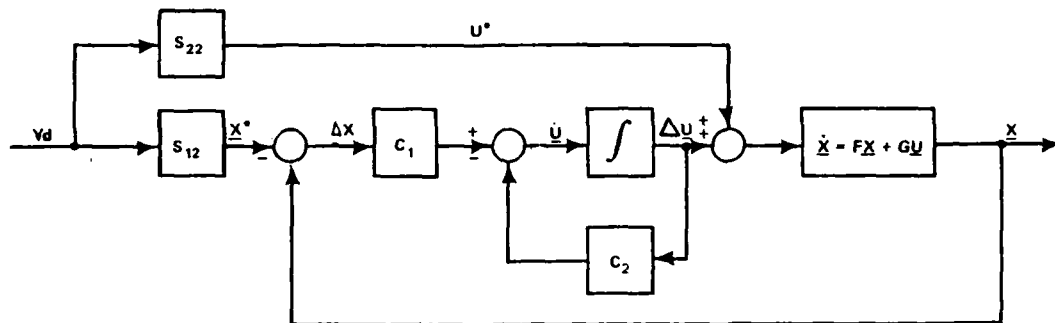 S22
U*
Yd
S12
X*
-
ΔX
C1
+
-
U̇
∫
ΔU
+
+
Ẋ = FX + GU
X
C2